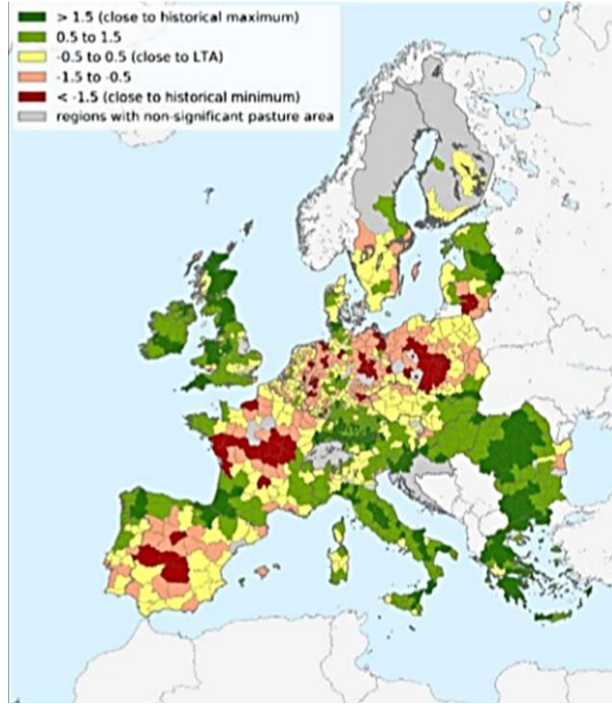 > 1.5 (close to historical maximum)
0.5 to 1.5
-0.5 to 0.5 (close to LTA)
-1.5 to -0.5
< -1.5 (close to historical minimum)
regions with non-significant pasture area